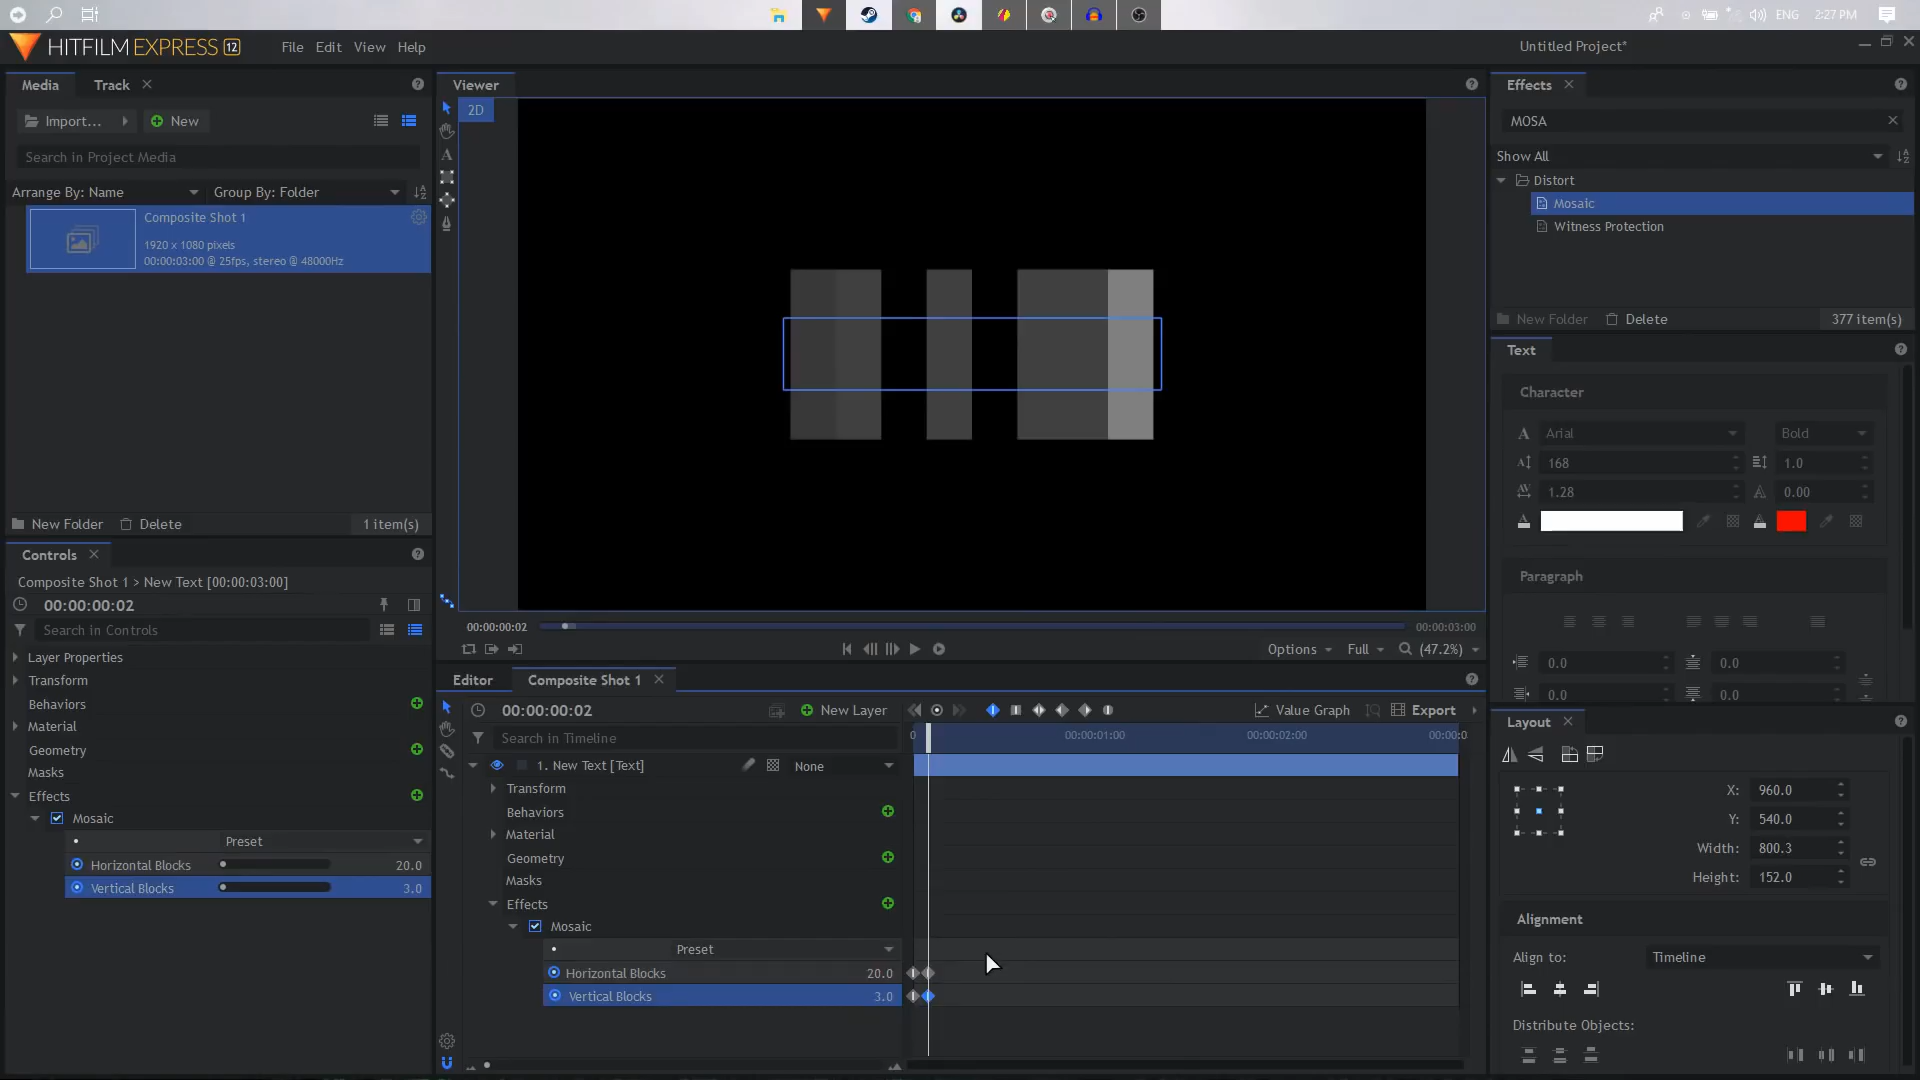 ENG 2:27 PM
HITFILM EXPRESS 12 File Edit View Help Untitled Project*
Media Track
Import... New
Search in Project Media
Arrange By: Name Group By: Folder
Composite Shot 1
1920 x 1080 pixels
00:00:03:00 @ 25fps, stereo @ 48000Hz
New Folder Delete 1 item(s)
Controls
Composite Shot 1 > New Text [00:00:03:00]
00:00:00:02
Search in Controls
Layer Properties
Transform
Behaviors
Material
Geometry
Masks
Effects
Mosaic
Preset
Horizontal Blocks 20.0
Vertical Blocks 3.0
Viewer
2D
A
00:00:00:02 00:00:03:00
Options Full (47.2%)
Editor Composite Shot 1
00:00:00:02 New Layer Value Graph Export
Search in Timeline 0 00:00:01:00 00:00:02:00 00:00:0
1. New Text [Text] None
Transform
Behaviors
Material
Geometry
Masks
Effects
Mosaic
Preset
Horizontal Blocks 20.0
Vertical Blocks 3.0
Effects
MOSA
Show All
Distort
Mosaic
Witness Protection
New Folder Delete 377 item(s)
Text
Character
Arial Bold
168 1.0
1.28 0.00
Paragraph
0.0 0.0
0.0 0.0
Layout
X: 960.0
Y: 540.0
Width: 800.3
Height: 152.0
Alignment
Align to: Timeline
Distribute Objects: